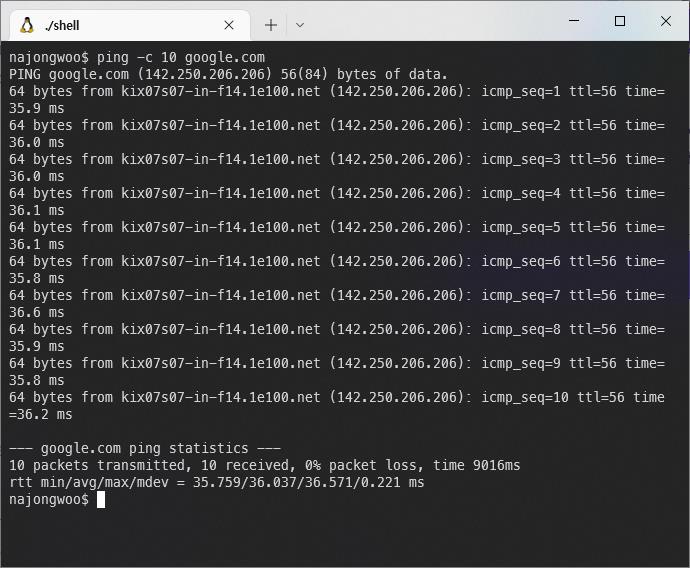 ./shell
najongwoo$ ping -c 10 google.com
PING google.com (142.250.206.206) 56(84) bytes of data.
64 bytes from kix07s07-in-f14.1e100.net (142.250.206.206): icmp_seq=1 ttl=56 time=
35.9 ms
64 bytes from kix07s07-in-f14.1e100.net (142.250.206.206): icmp_seq=2 ttl=56 time=
36.0 ms
64 bytes from kix07s07-in-f14.1e100.net (142.250.206.206): icmp_seq=3 ttl=56 time=
36.0 ms
64 bytes from kix07s07-in-f14.1e100.net (142.250.206.206): icmp_seq=4 ttl=56 time=
36.1 ms
64 bytes from kix07s07-in-f14.1e100.net (142.250.206.206): icmp_seq=5 ttl=56 time=
36.1 ms
64 bytes from kix07s07-in-f14.1e100.net (142.250.206.206): icmp_seq=6 ttl=56 time=
35.8 ms
64 bytes from kix07s07-in-f14.1e100.net (142.250.206.206): icmp_seq=7 ttl=56 time=
36.6 ms
64 bytes from kix07s07-in-f14.1e100.net (142.250.206.206): icmp_seq=8 ttl=56 time=
35.9 ms
64 bytes from kix07s07-in-f14.1e100.net (142.250.206.206): icmp_seq=9 ttl=56 time=
35.8 ms
64 bytes from kix07s07-in-f14.1e100.net (142.250.206.206): icmp_seq=10 ttl=56 time
=36.2 ms
--- google.com ping statistics ---
10 packets transmitted, 10 received, 0% packet loss, time 9016ms
rtt min/avg/max/mdev = 35.759/36.037/36.571/0.221 ms
najongwoo$